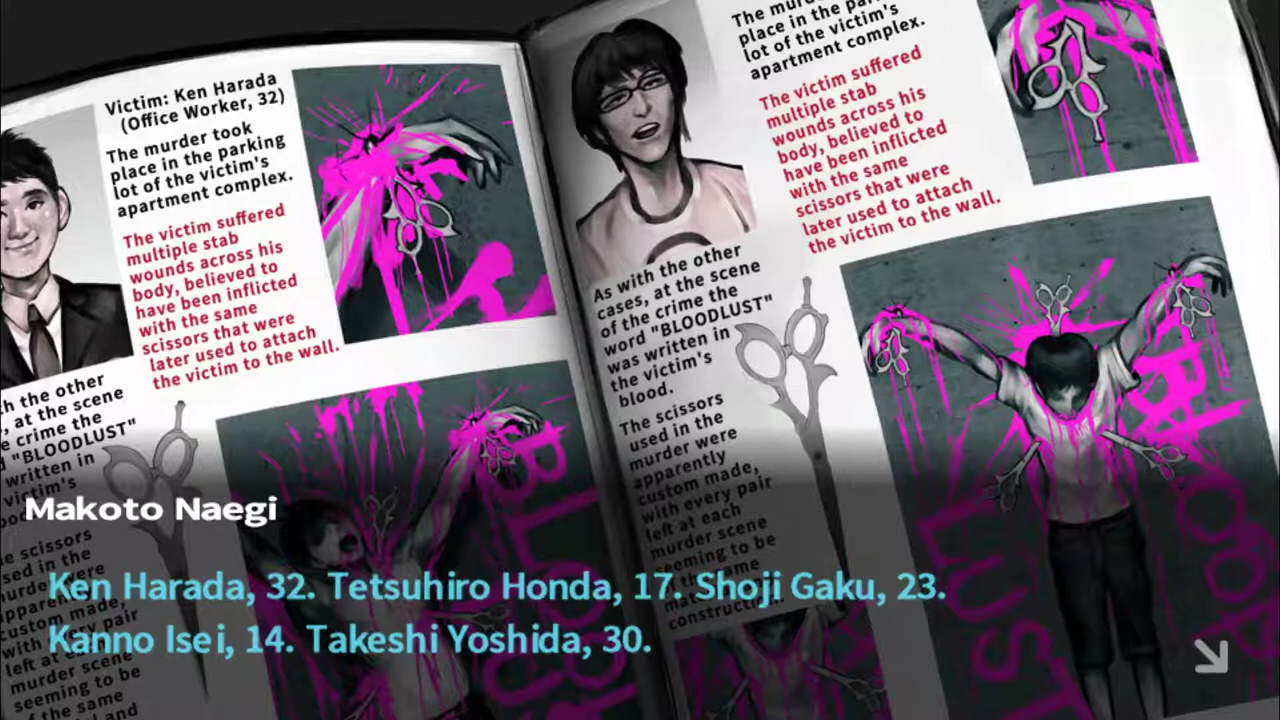 Victim: Ken Harada
(Office Worker, 32)
The murder took
place in the parking
lot of the victim's
apartment complex.
The victim suffered
multiple stab
wounds across his
body, believed to
have been inflicted
with the same
scissors that were
later used to attach
the victim to the wall.
the other
, at the scene
crime the
"BLOODLUST"
written in
victim's
scissors
used in the
murder were
custom made,
with every pair
left at each
murder scene
seeming to be
of the same
and
BLOOD
place in the
lot of the victim's
apartment complex.
The victim suffered
multiple stab
wounds across his
body, believed to
have been inflicted
with the same
scissors that were
later used to attach
the victim to the wall.
As with the other
cases, at the scene
of the crime the
word "BLOODLUST"
was written in
the victim's
blood.
The scissors
used in the
murder were
apparently
custom made,
with every pair
left at each
murder scene
seeming to be
same
BLOOD
LUST
Makoto Naegi
Ken Harada, 32. Tetsuhiro Honda, 17. Shoji Gaku, 23.
Kanno Isei, 14. Takeshi Yoshida, 30.